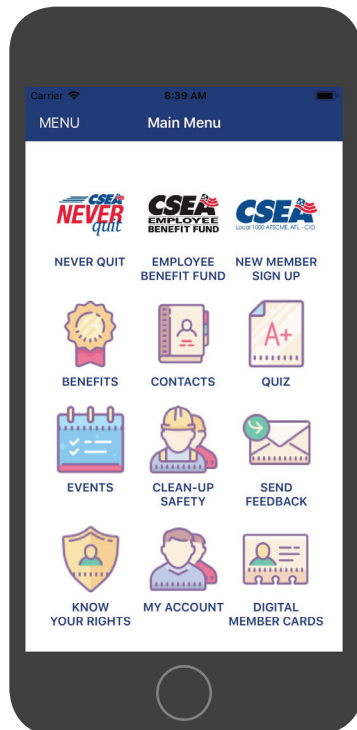 Carrier 8:39 AM
MENU Main Menu
CSEA
NEVER
quit
CSEA
EMPLOYEE
BENEFIT FUND
CSEA
Local 1000 AFSCME, AFL - CIO
NEVER QUIT
EMPLOYEE
BENEFIT FUND
NEW MEMBER
SIGN UP
A+
BENEFITS
CONTACTS
QUIZ
EVENTS
CLEAN-UP
SAFETY
SEND
FEEDBACK
KNOW
YOUR RIGHTS
MY ACCOUNT
DIGITAL
MEMBER CARDS